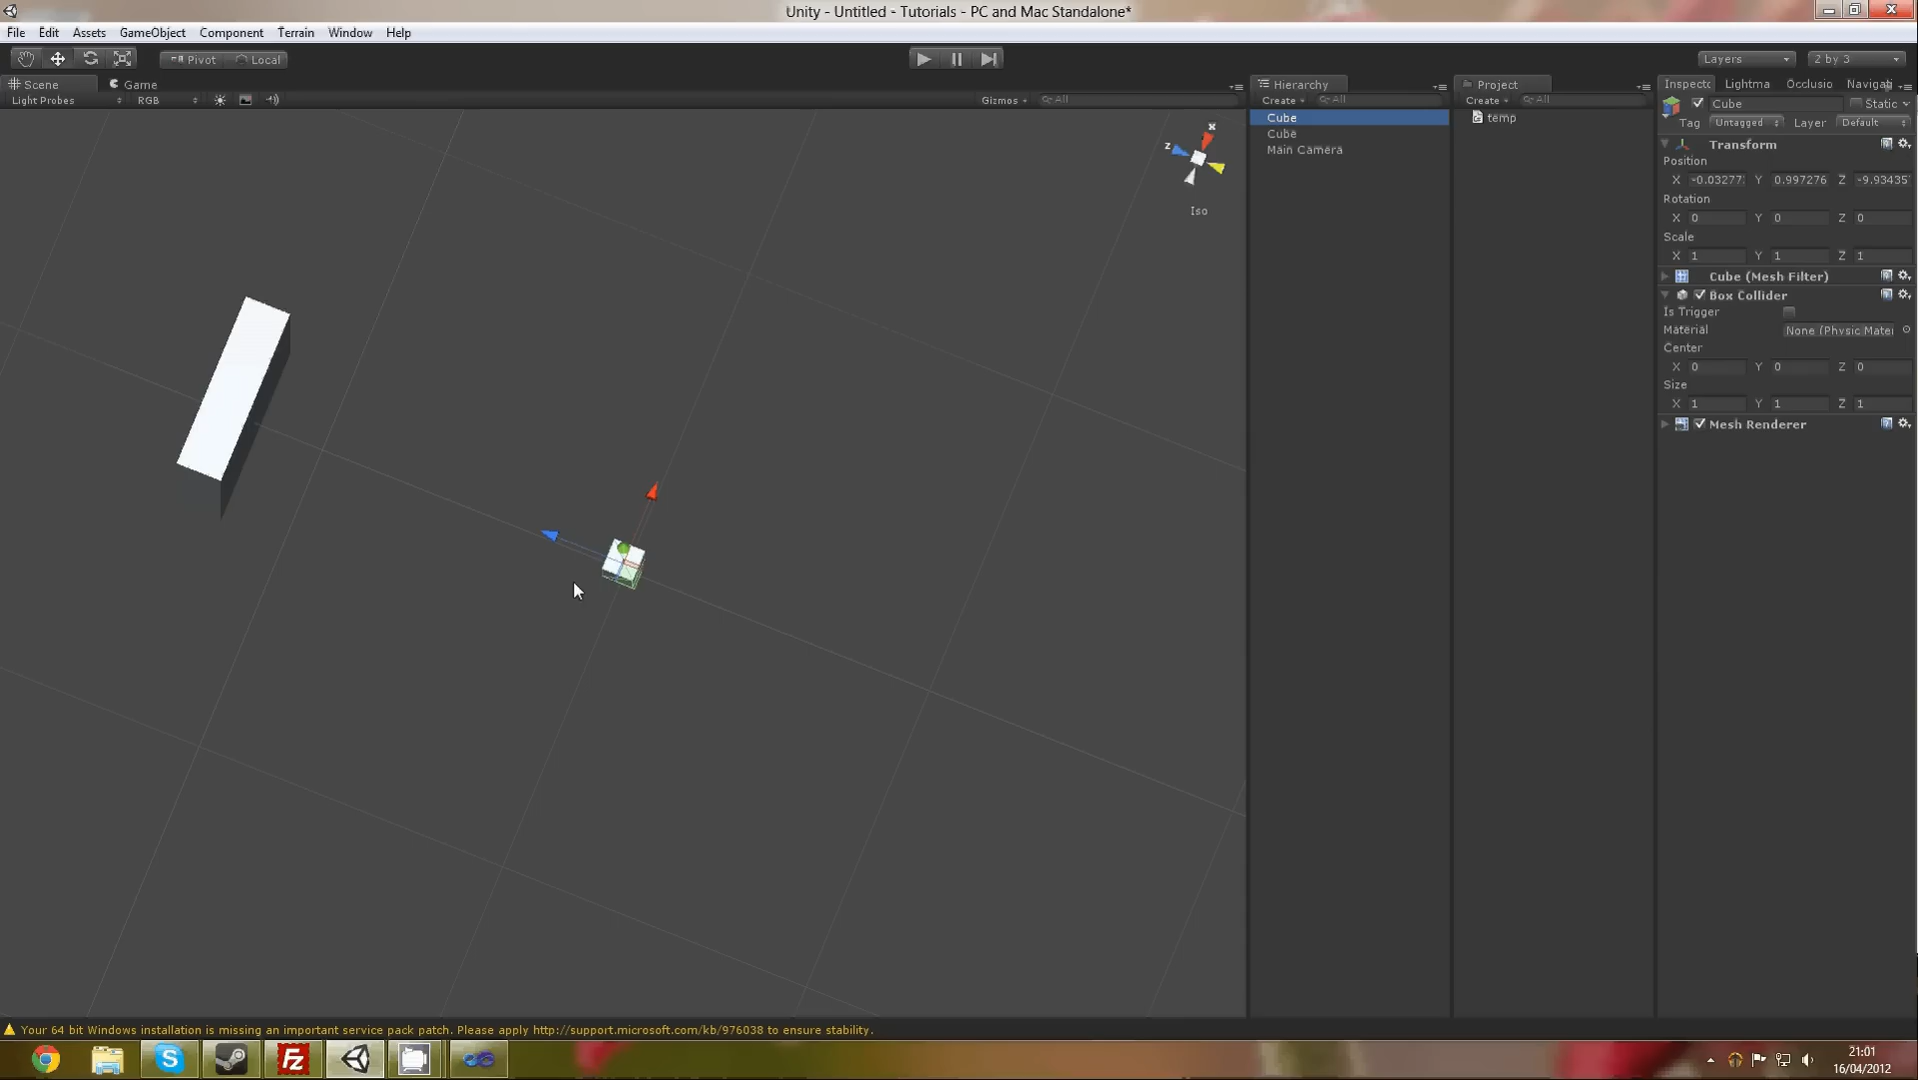 Unity - Untitled - Tutorials - PC and Mac Standalone*
File Edit Assets GameObject Component Terrain Window Help
Pivot Local Layers 2 by 3
Scene Game
Light Probes RGB Gizmos All
Hierarchy
Create All
Cube
Cube
Main Camera
Project
Create All
temp
x
z
Iso
Inspect Lightma Occlusio Navigati
Cube Static
Tag Untagged Layer Default
Transform
Position
X -0.03277 Y 0.997276 Z -9.93435
Rotation
X 0 Y 0 Z 0
Scale
X 1 Y 1 Z 1
Cube (Mesh Filter)
Box Collider
Is Trigger
Material None (Physic Mater
Center
X 0 Y 0 Z 0
Size
X 1 Y 1 Z 1
Mesh Renderer
Your 64 bit Windows installation is missing an important service pack patch. Please apply http://support.microsoft.com/kb/976038 to ensure stability.
21:01
16/04/2012